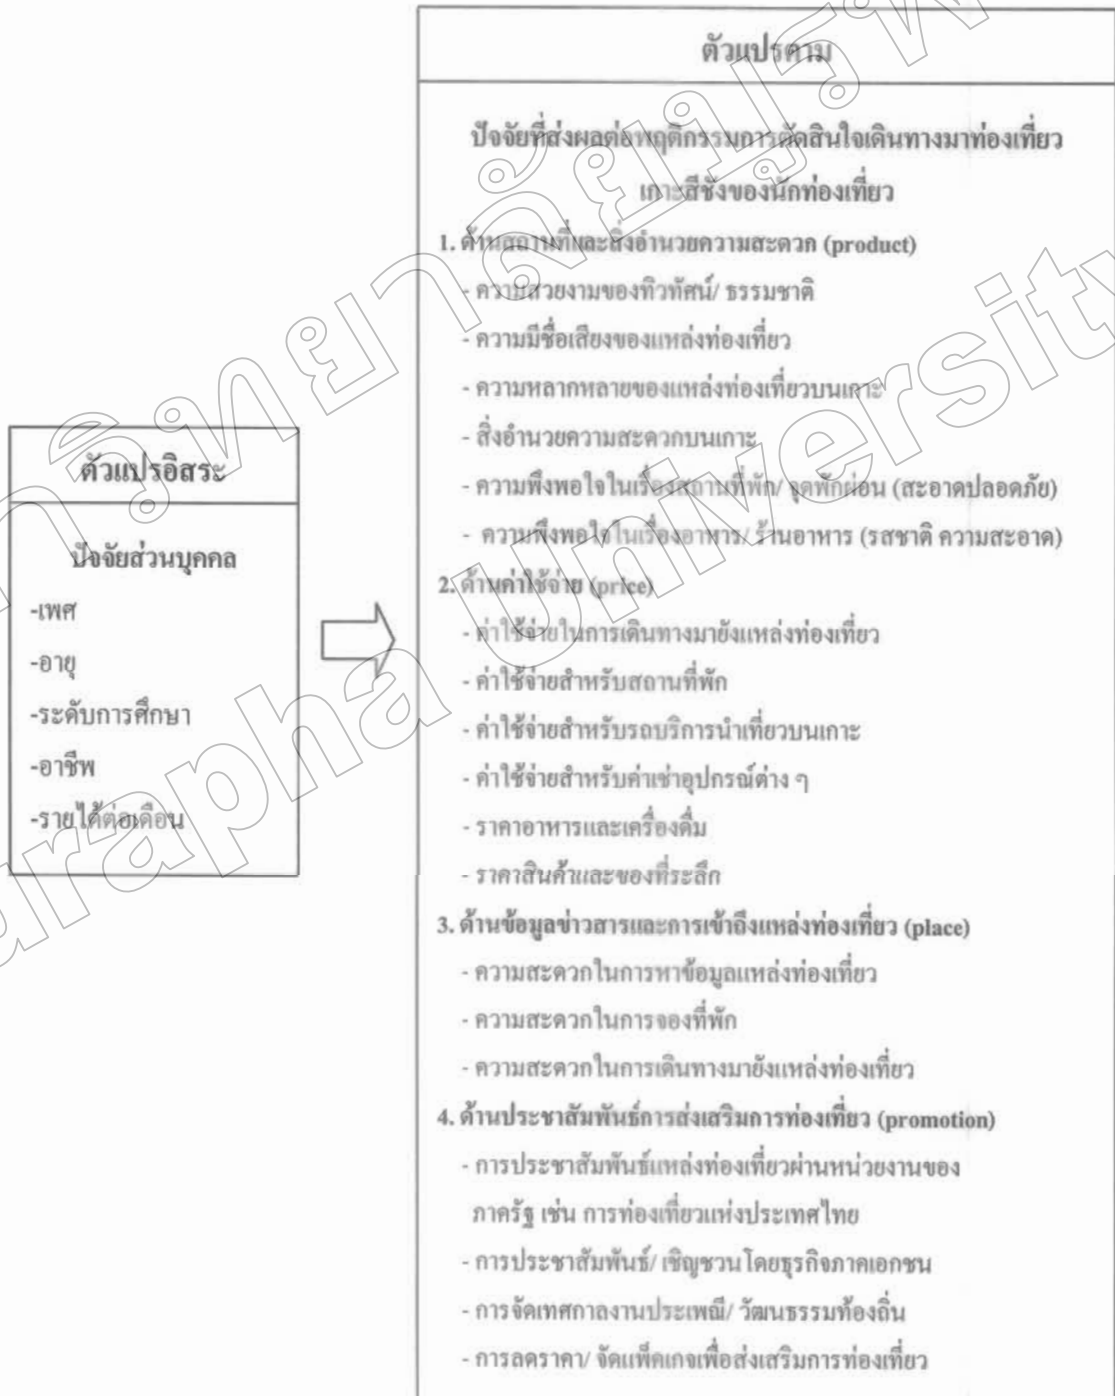 ตัวแปรอิสระ
ปัจจัยส่วนบุคคล
-เพศ
-อายุ
-ระดับการศึกษา
-อาชีพ
-รายได้ต่อเดือน
ตัวแปรตาม
ปัจจัยที่ส่งผลต่อพฤติกรรมการตัดสินใจเดินทางมาท่องเที่ยว
เกาะสีชังของนักท่องเที่ยว
1. ด้านสถานที่และสิ่งอำนวยความสะดวก (product)
- ความสวยงามของทิวทัศน์/ ธรรมชาติ
- ความมีชื่อเสียงของแหล่งท่องเที่ยว
- ความหลากหลายของแหล่งท่องเที่ยวบนเกาะ
- สิ่งอำนวยความสะดวกบนเกาะ
- ความพึงพอใจในเรื่องสถานที่พัก/ จุดพักผ่อน (สะอาดปลอดภัย)
- ความพึงพอใจในเรื่องอาหาร/ ร้านอาหาร (รสชาติ ความสะอาด)
2. ด้านค่าใช้จ่าย (price)
- ค่าใช้จ่ายในการเดินทางมายังแหล่งท่องเที่ยว
- ค่าใช้จ่ายสำหรับสถานที่พัก
- ค่าใช้จ่ายสำหรับรถบริการนำเที่ยวบนเกาะ
- ค่าใช้จ่ายสำหรับค่าเช่าอุปกรณ์ต่าง ๆ
- ราคาอาหารและเครื่องดื่ม
- ราคาสินค้าและของที่ระลึก
3. ด้านข้อมูลข่าวสารและการเข้าถึงแหล่งท่องเที่ยว (place)
- ความสะดวกในการหาข้อมูลแหล่งท่องเที่ยว
- ความสะดวกในการจองที่พัก
- ความสะดวกในการเดินทางมายังแหล่งท่องเที่ยว
4. ด้านประชาสัมพันธ์การส่งเสริมการท่องเที่ยว (promotion)
- การประชาสัมพันธ์แหล่งท่องเที่ยวผ่านหน่วยงานของ
ภาครัฐ เช่น การท่องเที่ยวแห่งประเทศไทย
- การประชาสัมพันธ์/ เชิญชวนโดยธุรกิจภาคเอกชน
- การจัดเทศกาลงานประเพณี/ วัฒนธรรมท้องถิ่น
- การลดราคา/ จัดแพ็คเกจเพื่อส่งเสริมการท่องเที่ยว
University